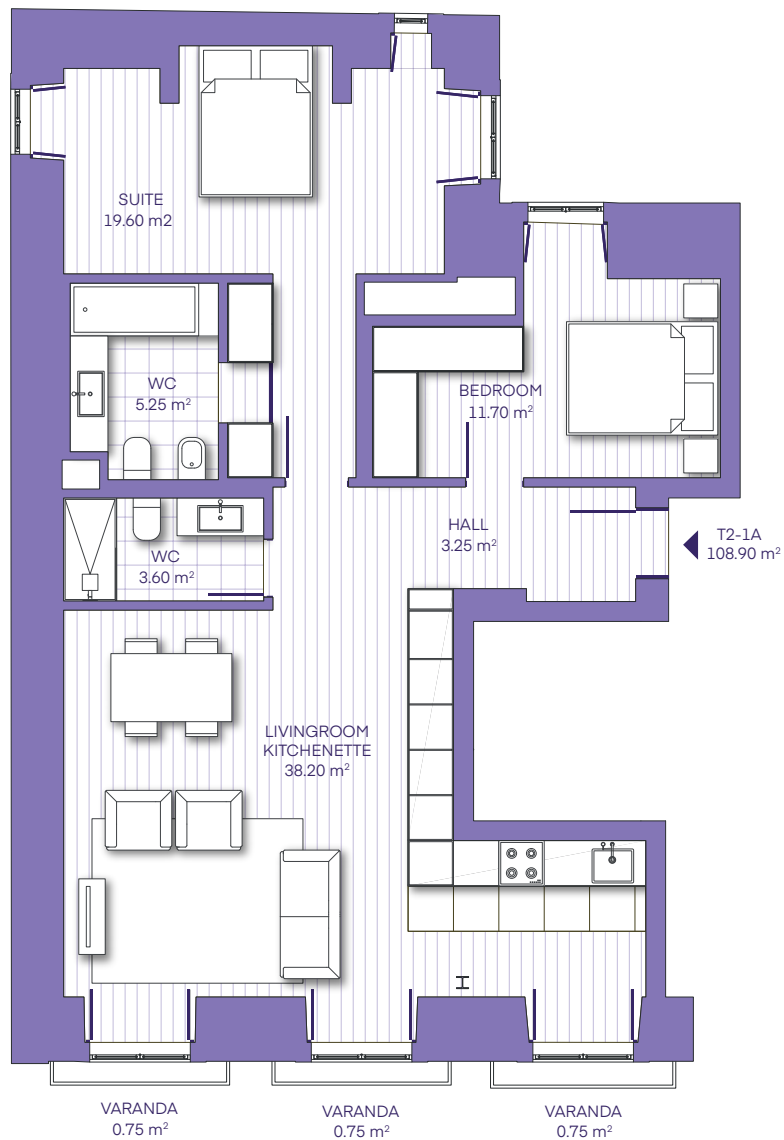 SUITE
19.60 m2
WC
5.25 m²
BEDROOM
11.70 m²
HALL
3.25 m²
T2-1A
108.90 m²
WC
3.60 m²
LIVINGROOM
KITCHENETTE
38.20 m²
VARANDA
0.75 m²
VARANDA
0.75 m²
VARANDA
0.75 m²